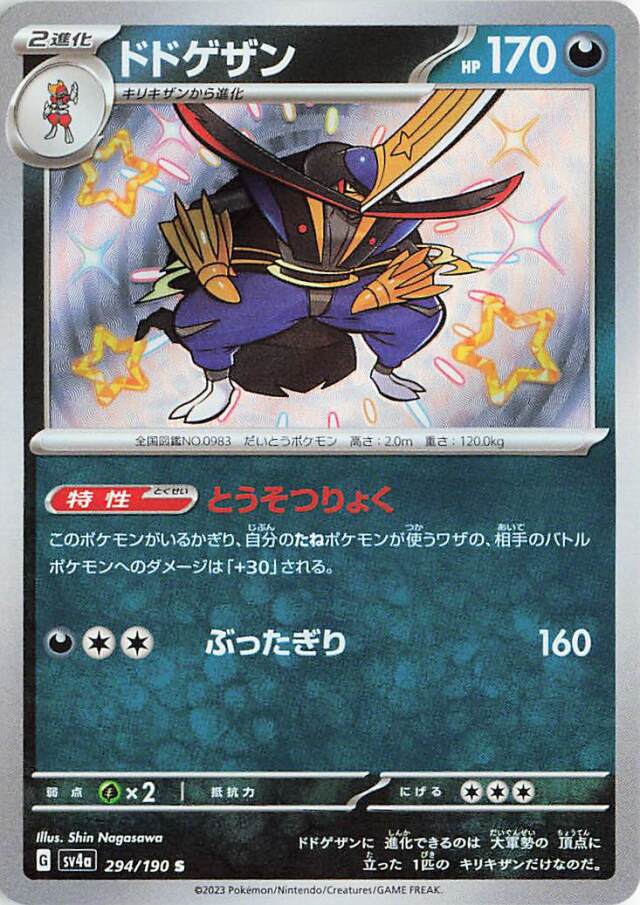 2進化
ドドゲザン
HP 170
キリキザンから進化
全国図鑑NO.0983 だいとうポケモン 高さ:2.0m 重さ:120.0kg
特性 とくせい とうそつりょく
このポケモンがいるかぎり、自分のたねポケモンが使うワザの、相手のバトル
ポケモンへのダメージは「+30」される。
ぶったぎり 160
弱点 ×2 抵抗力 にげる
Illus. Shin Nagasawa
G sv4a 294/190 S
ドドゲザンに 進化できるのは 大軍勢の 頂点に
立った 1匹の キリキザンだけなのだ。
©2023 Pokémon/Nintendo/Creatures/GAME FREAK.